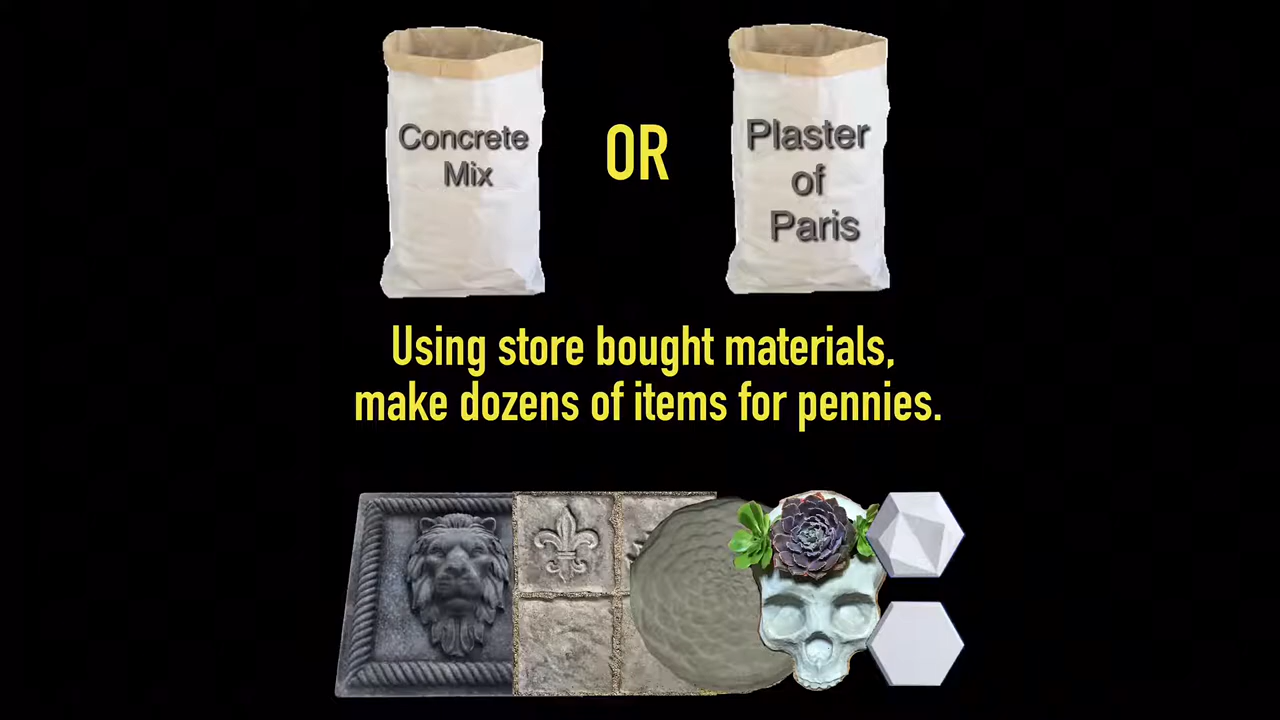 Concrete
Mix
OR
Plaster
of
Paris
Using store bought materials,
make dozens of items for pennies.